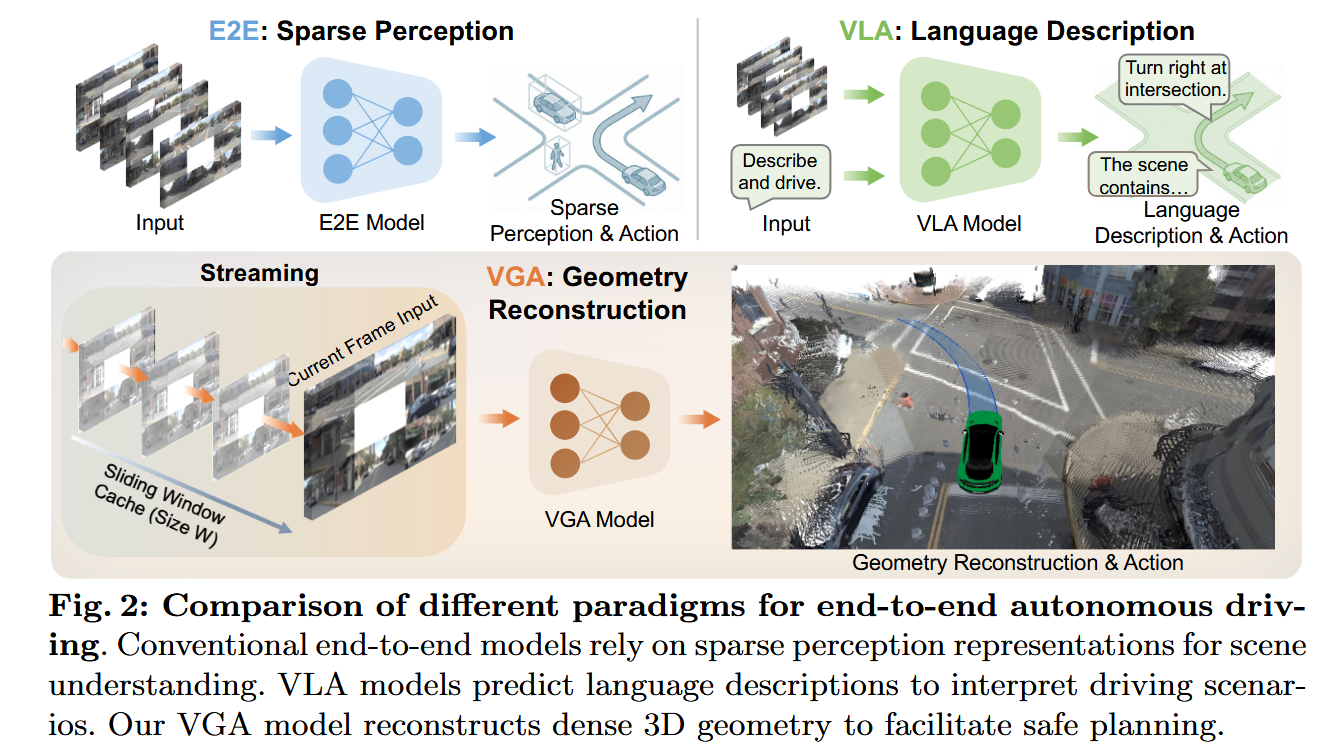 E2E: Sparse Perception
Input
E2E Model
Sparse
Perception & Action
VLA: Language Description
Describe
and drive.
Input
VLA Model
Turn right at
intersection.
The scene
contains…
Language
Description & Action
Streaming
Current Frame Input
Sliding Window
Cache (Size W)
VGA: Geometry
Reconstruction
VGA Model
Geometry Reconstruction & Action
Fig. 2: Comparison of different paradigms for end-to-end autonomous driv-
ing. Conventional end-to-end models rely on sparse perception representations for scene
understanding. VLA models predict language descriptions to interpret driving scenar-
ios. Our VGA model reconstructs dense 3D geometry to facilitate safe planning.